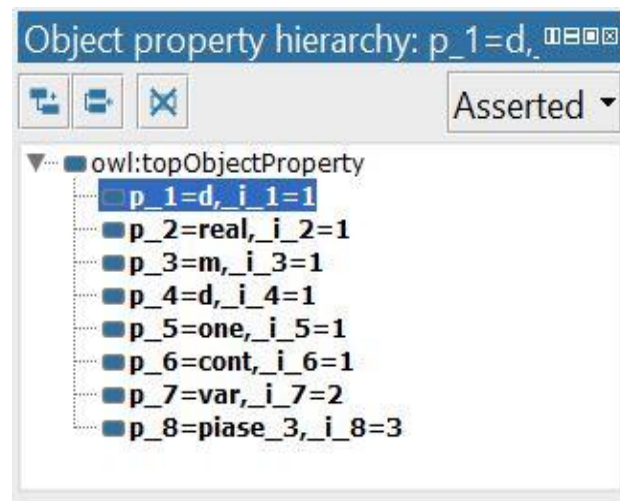 Object property hierarchy: p_1=d,_
Asserted
owl:topObjectProperty
p_1=d,_i_1=1
p_2=real,_i_2=1
p_3=m,_i_3=1
p_4=d,_i_4=1
p_5=one,_i_5=1
p_6=cont,_i_6=1
p_7=var,_i_7=2
p_8=piase_3,_i_8=3